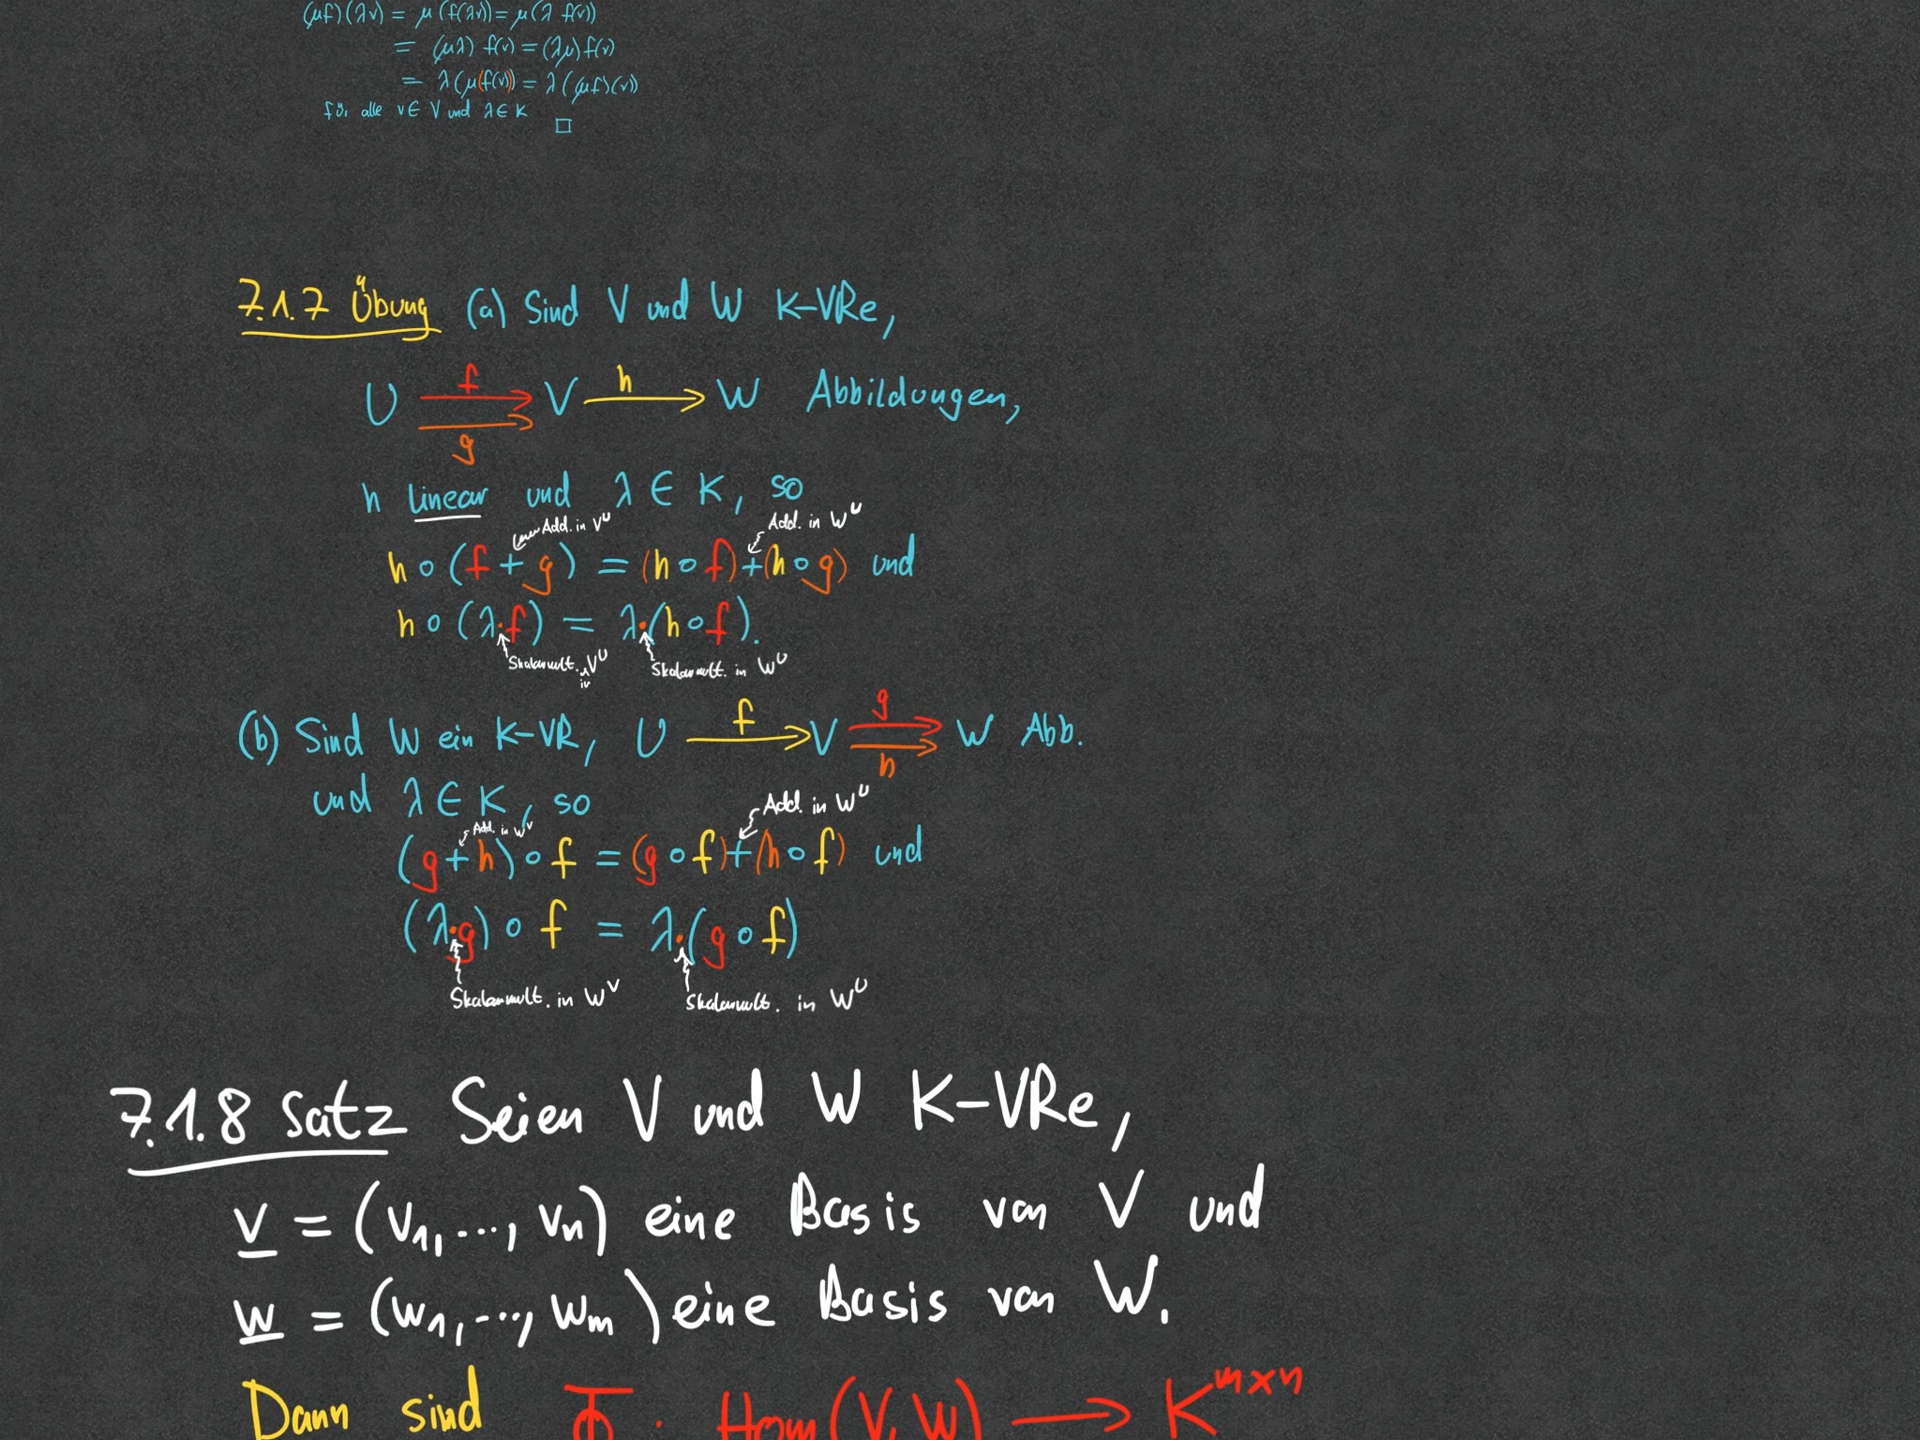 (μf)(λv) = μ(f(λv)) = μ(λ f(v))
= (μλ) f(v) = (λμ) f(v)
= λ(μ(f(v)) = λ((μf)(v))
für alle v ∈ V und λ ∈ K □
7.1.7 Übung (a) Sind V und W K-VRe,
f h
U → V → W Abbildungen,
g
h linear und λ ∈ K, so
Add. in V^U Add. in W^U
h ∘ (f + g) = (h ∘ f) + (h ∘ g) und
h ∘ (λ·f) = λ·(h ∘ f).
Skalarmult. in V^U Skalarmult. in W^U
(b) Sind W ein K-VR, U →^f V ⇉^g_h W Abb.
und λ ∈ K, so
Add. in W^V Add. in W^U
(g + h) ∘ f = (g ∘ f) + (h ∘ f) und
(λ·g) ∘ f = λ·(g ∘ f)
Skalarmult. in W^V Skalarmult. in W^U
7.1.8 Satz Seien V und W K-VRe,
v = (v₁, ..., vₙ) eine Basis von V und
w = (w₁, ..., wₘ) eine Basis von W.
Dann sind Φ : Hom(V, W) → K^{m×n}